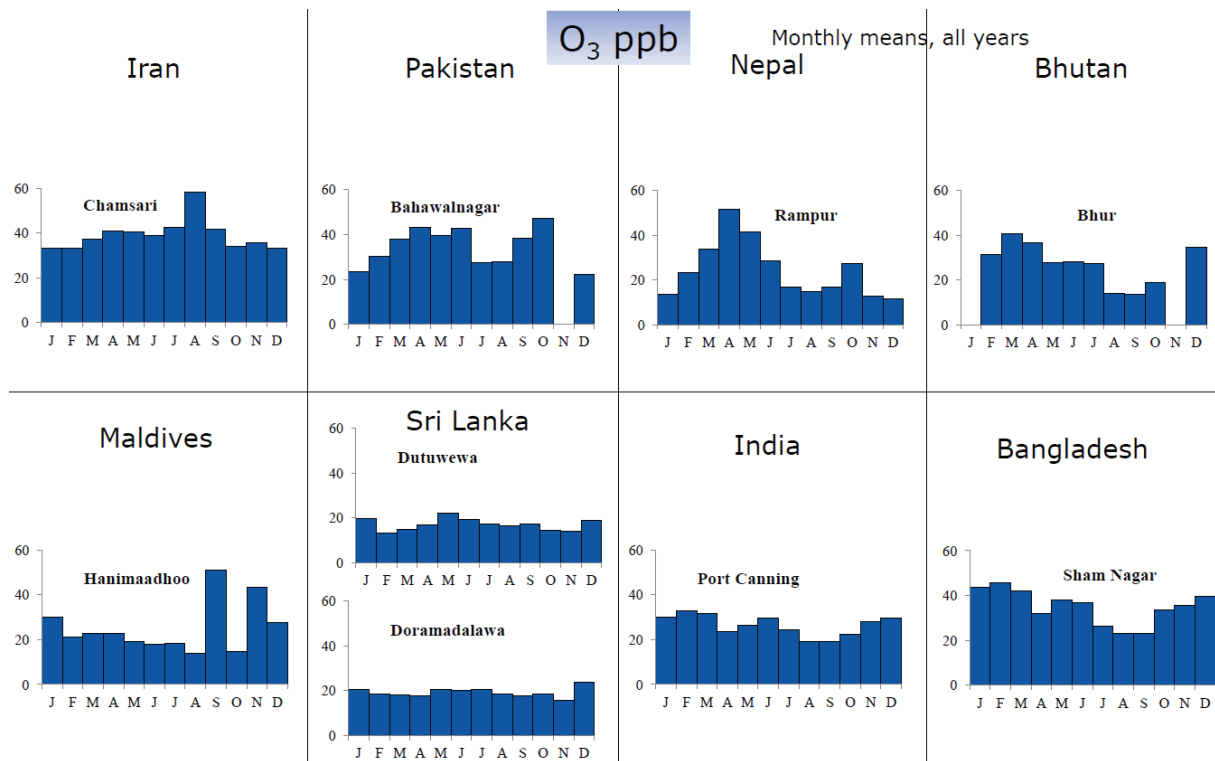 O₃ ppb
Monthly means, all years
Iran
Pakistan
Nepal
Bhutan
60
40
20
0
Chamsari
J F M A M J J A S O N D
60
40
20
0
Bahawalnagar
J F M A M J J A S O N D
60
40
20
0
Rampur
J F M A M J J A S O N D
60
40
20
0
Bhur
J F M A M J J A S O N D
Maldives
Sri Lanka
India
Bangladesh
60
40
20
0
Hanimaadhoo
J F M A M J J A S O N D
60
40
20
0
Dutuwewa
J F M A M J J A S O N D
60
40
20
0
Doramadalawa
J F M A M J J A S O N D
60
40
20
0
Port Canning
J F M A M J J A S O N D
60
40
20
0
Sham Nagar
J F M A M J J A S O N D